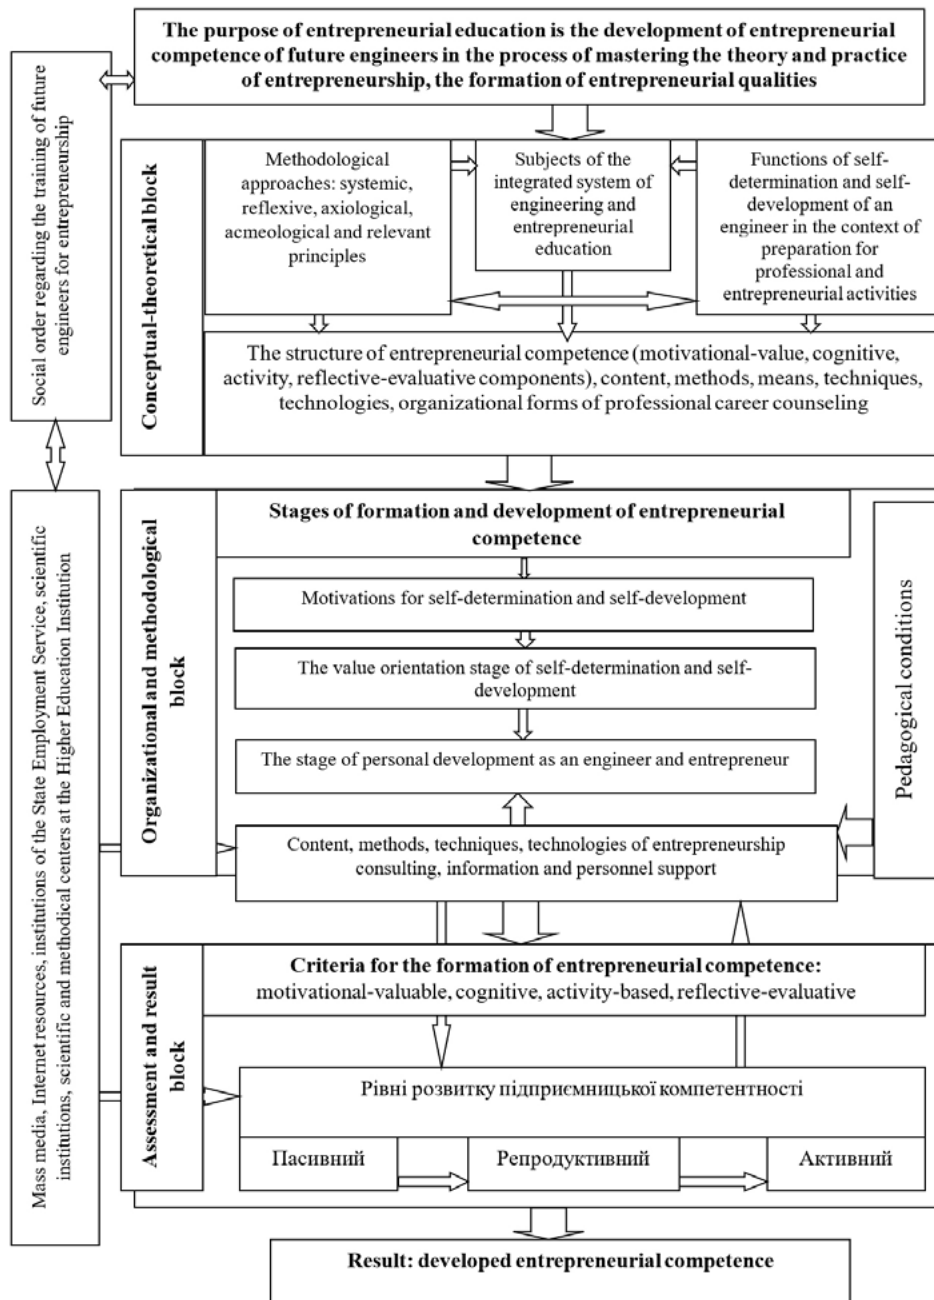 The purpose of entrepreneurial education is the development of entrepreneurial
competence of future engineers in the process of mastering the theory and practice
of entrepreneurship, the formation of entrepreneurial qualities
Social order regarding the training of future
engineers for entrepreneurship
Conceptual-theoretical block
Methodological
approaches: systemic,
reflexive, axiological,
acmeological and relevant
principles
Subjects of the
integrated system of
engineering and
entrepreneurial
education
Functions of self-
determination and self-
development of an
engineer in the context of
preparation for
professional and
entrepreneurial activities
The structure of entrepreneurial competence (motivational-value, cognitive,
activity, reflective-evaluative components), content, methods, means, techniques,
technologies, organizational forms of professional career counseling
Mass media, Internet resources, institutions of the State Employment Service, scientific
institutions, scientific and methodical centers at the Higher Education Institution
Organizational and methodological
block
Stages of formation and development of entrepreneurial
competence
Motivations for self-determination and self-development
The value orientation stage of self-determination and self-
development
The stage of personal development as an engineer and entrepreneur
Content, methods, techniques, technologies of entrepreneurship
consulting, information and personnel support
Pedagogical conditions
Assessment and result
block
Criteria for the formation of entrepreneurial competence:
motivational-valuable, cognitive, activity-based, reflective-evaluative
Рівні розвитку підприємницької компетентності
Пасивний
Репродуктивний
Активний
Result: developed entrepreneurial competence